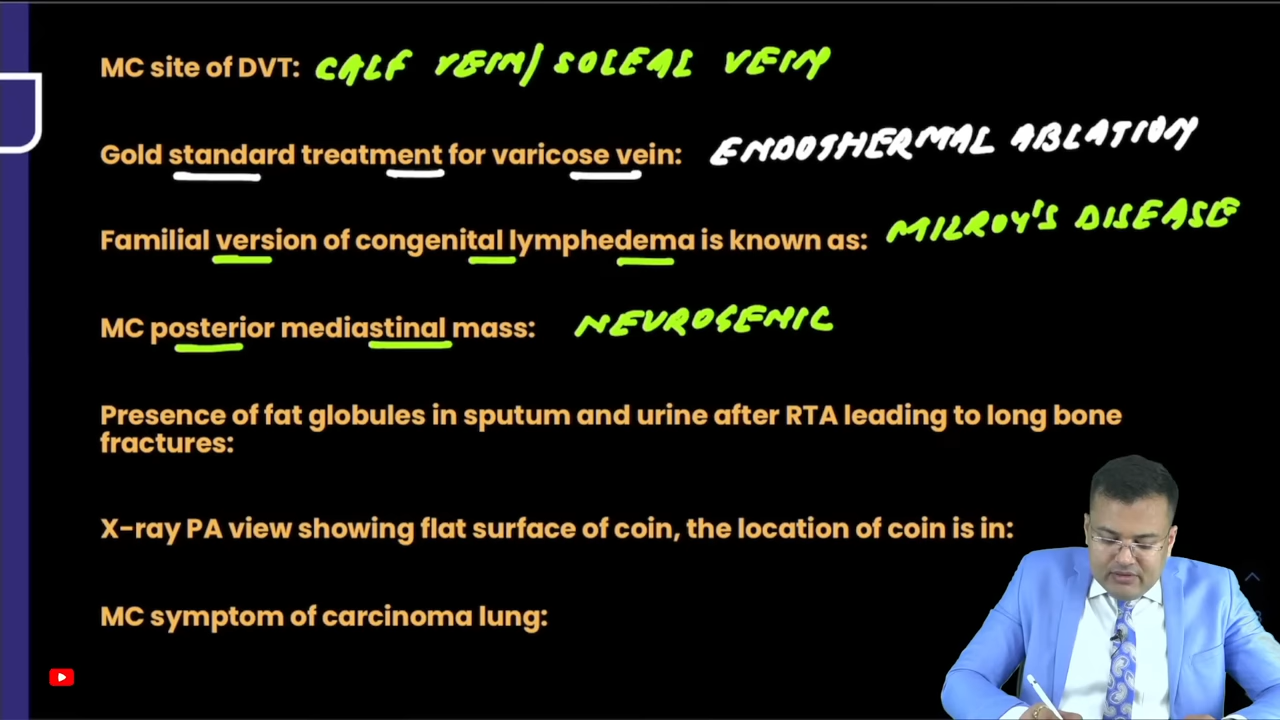 MC site of DVT: CALF VEIN/ SOLEAL VEIN
Gold standard treatment for varicose vein: ENDOTHERMAL ABLATION
Familial version of congenital lymphedema is known as: MILROY'S DISEASE
MC posterior mediastinal mass: NEUROGENIC
Presence of fat globules in sputum and urine after RTA leading to long bone
fractures:
X-ray PA view showing flat surface of coin, the location of coin is in:
MC symptom of carcinoma lung: